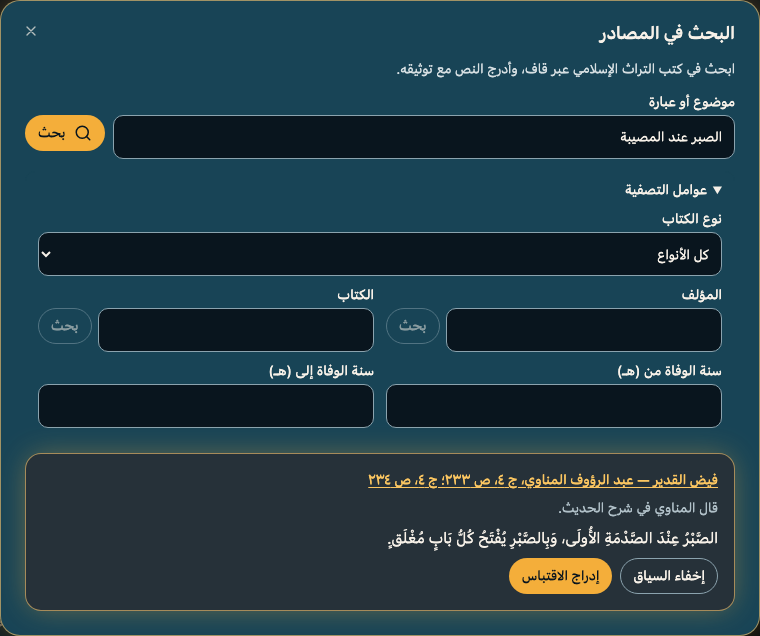 البحث في المصادر
ابحث في كتب التراث الإسلامي عبر قاف، وأدرج النص مع توثيقه.
موضوع أو عبارة
الصبر عند المصيبة
بحث
عوامل التصفية
نوع الكتاب
كل الأنواع
المؤلف
بحث
الكتاب
بحث
سنة الوفاة من (هـ)
سنة الوفاة إلى (هـ)
فيض القدير — عبد الرؤوف المناوي، ج ٤، ص ٢٣٣؛ ج ٤، ص ٢٣٤
قال المناوي في شرح الحديث.
الصَّبْرُ عِنْدَ الصَّدْمَةِ الأُولَى، وَبِالصَّبْرِ يُفْتَحُ كُلُّ بَابٍ مُغْلَقٍ.
إخفاء السياق
إدراج الاقتباس